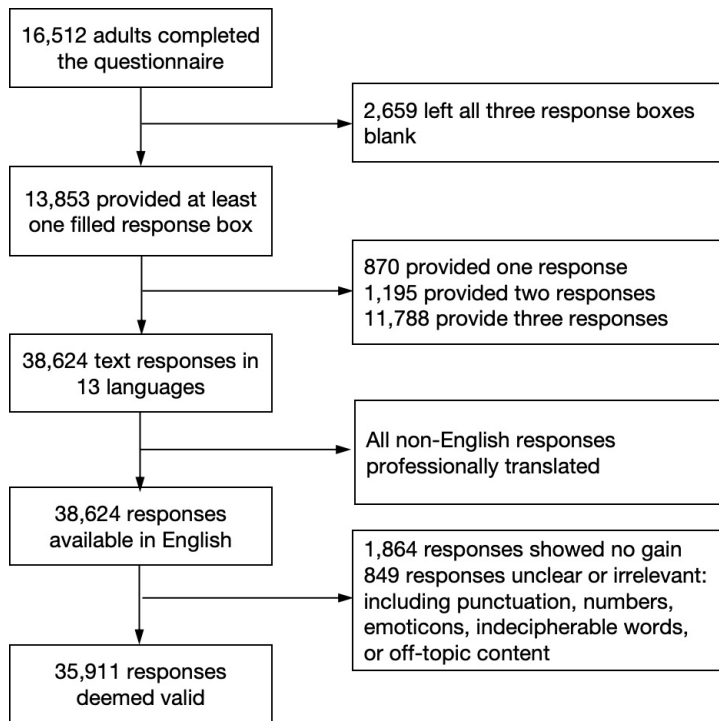 16,512 adults completed
the questionnaire
2,659 left all three response boxes
blank
13,853 provided at least
one filled response box
870 provided one response
1,195 provided two responses
11,788 provide three responses
38,624 text responses in
13 languages
All non-English responses
professionally translated
38,624 responses
available in English
1,864 responses showed no gain
849 responses unclear or irrelevant:
including punctuation, numbers,
emoticons, indecipherable words,
or off-topic content
35,911 responses
deemed valid